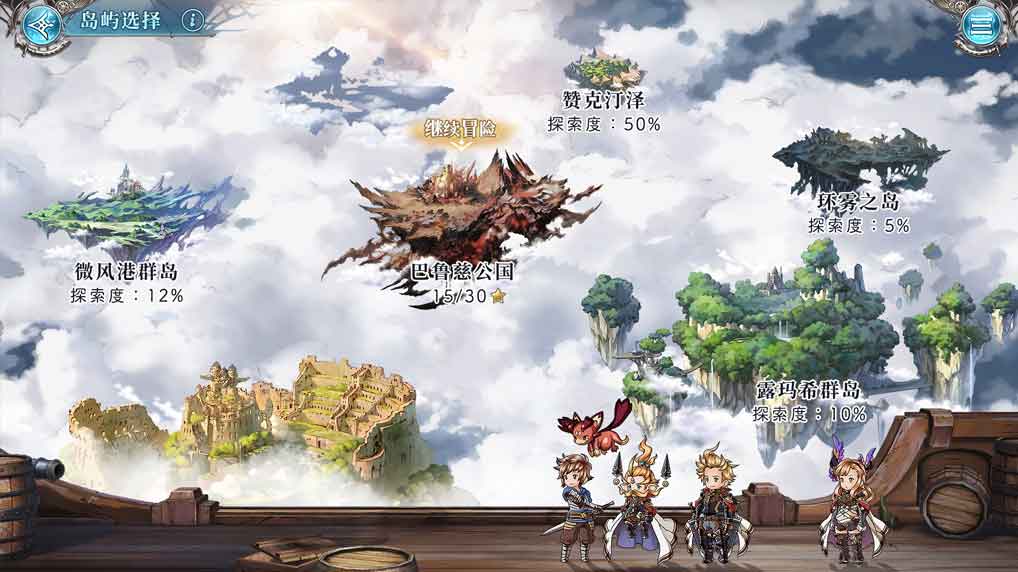 岛屿选择
赞克汀泽
探索度：50%
继续冒险
坏雾之岛
探索度：5%
微风港群岛
探索度：12%
巴鲁慈公国
15/30
露玛希群岛
探索度：10%